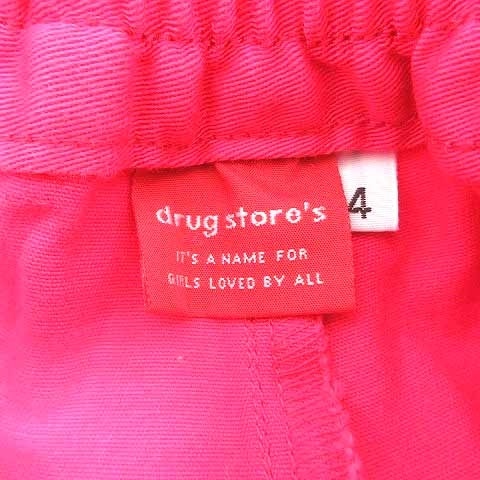 drug store's
4
IT'S A NAME FOR
GIRLS LOVED BY ALL